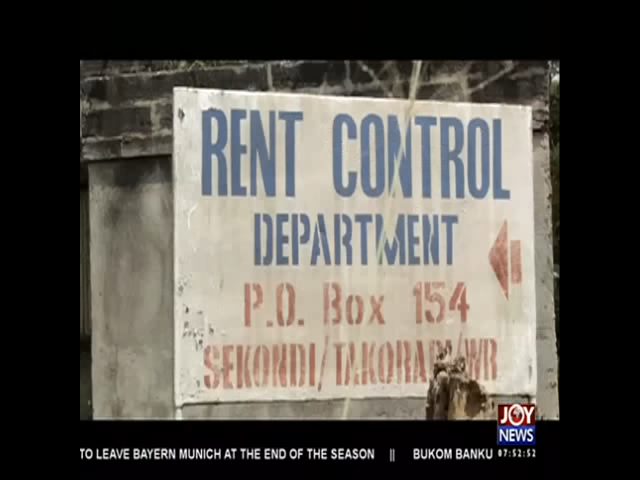 RENT CONTROL
DEPARTMENT
P.O. Box 154
SEKONDI/TAKORADI/WR
JOY
NEWS
TO LEAVE BAYERN MUNICH AT THE END OF THE SEASON || BUKOM BANKU 07:52:52